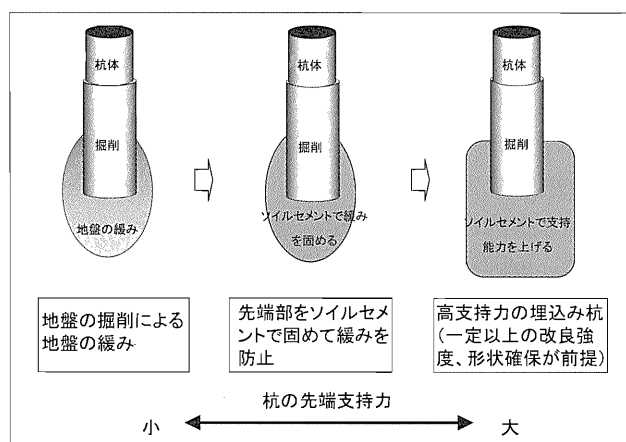 杭体
掘削
地盤の緩み
杭体
掘削
ソイルセメントで緩み
を固める
杭体
掘削
ソイルセメントで支持
能力を上げる
地盤の掘削による
地盤の緩み
先端部をソイルセメ
ントで固めて緩みを
防止
高支持力の埋込み杭
(一定以上の改良強
度、形状確保が前提)
杭の先端支持力
小
大